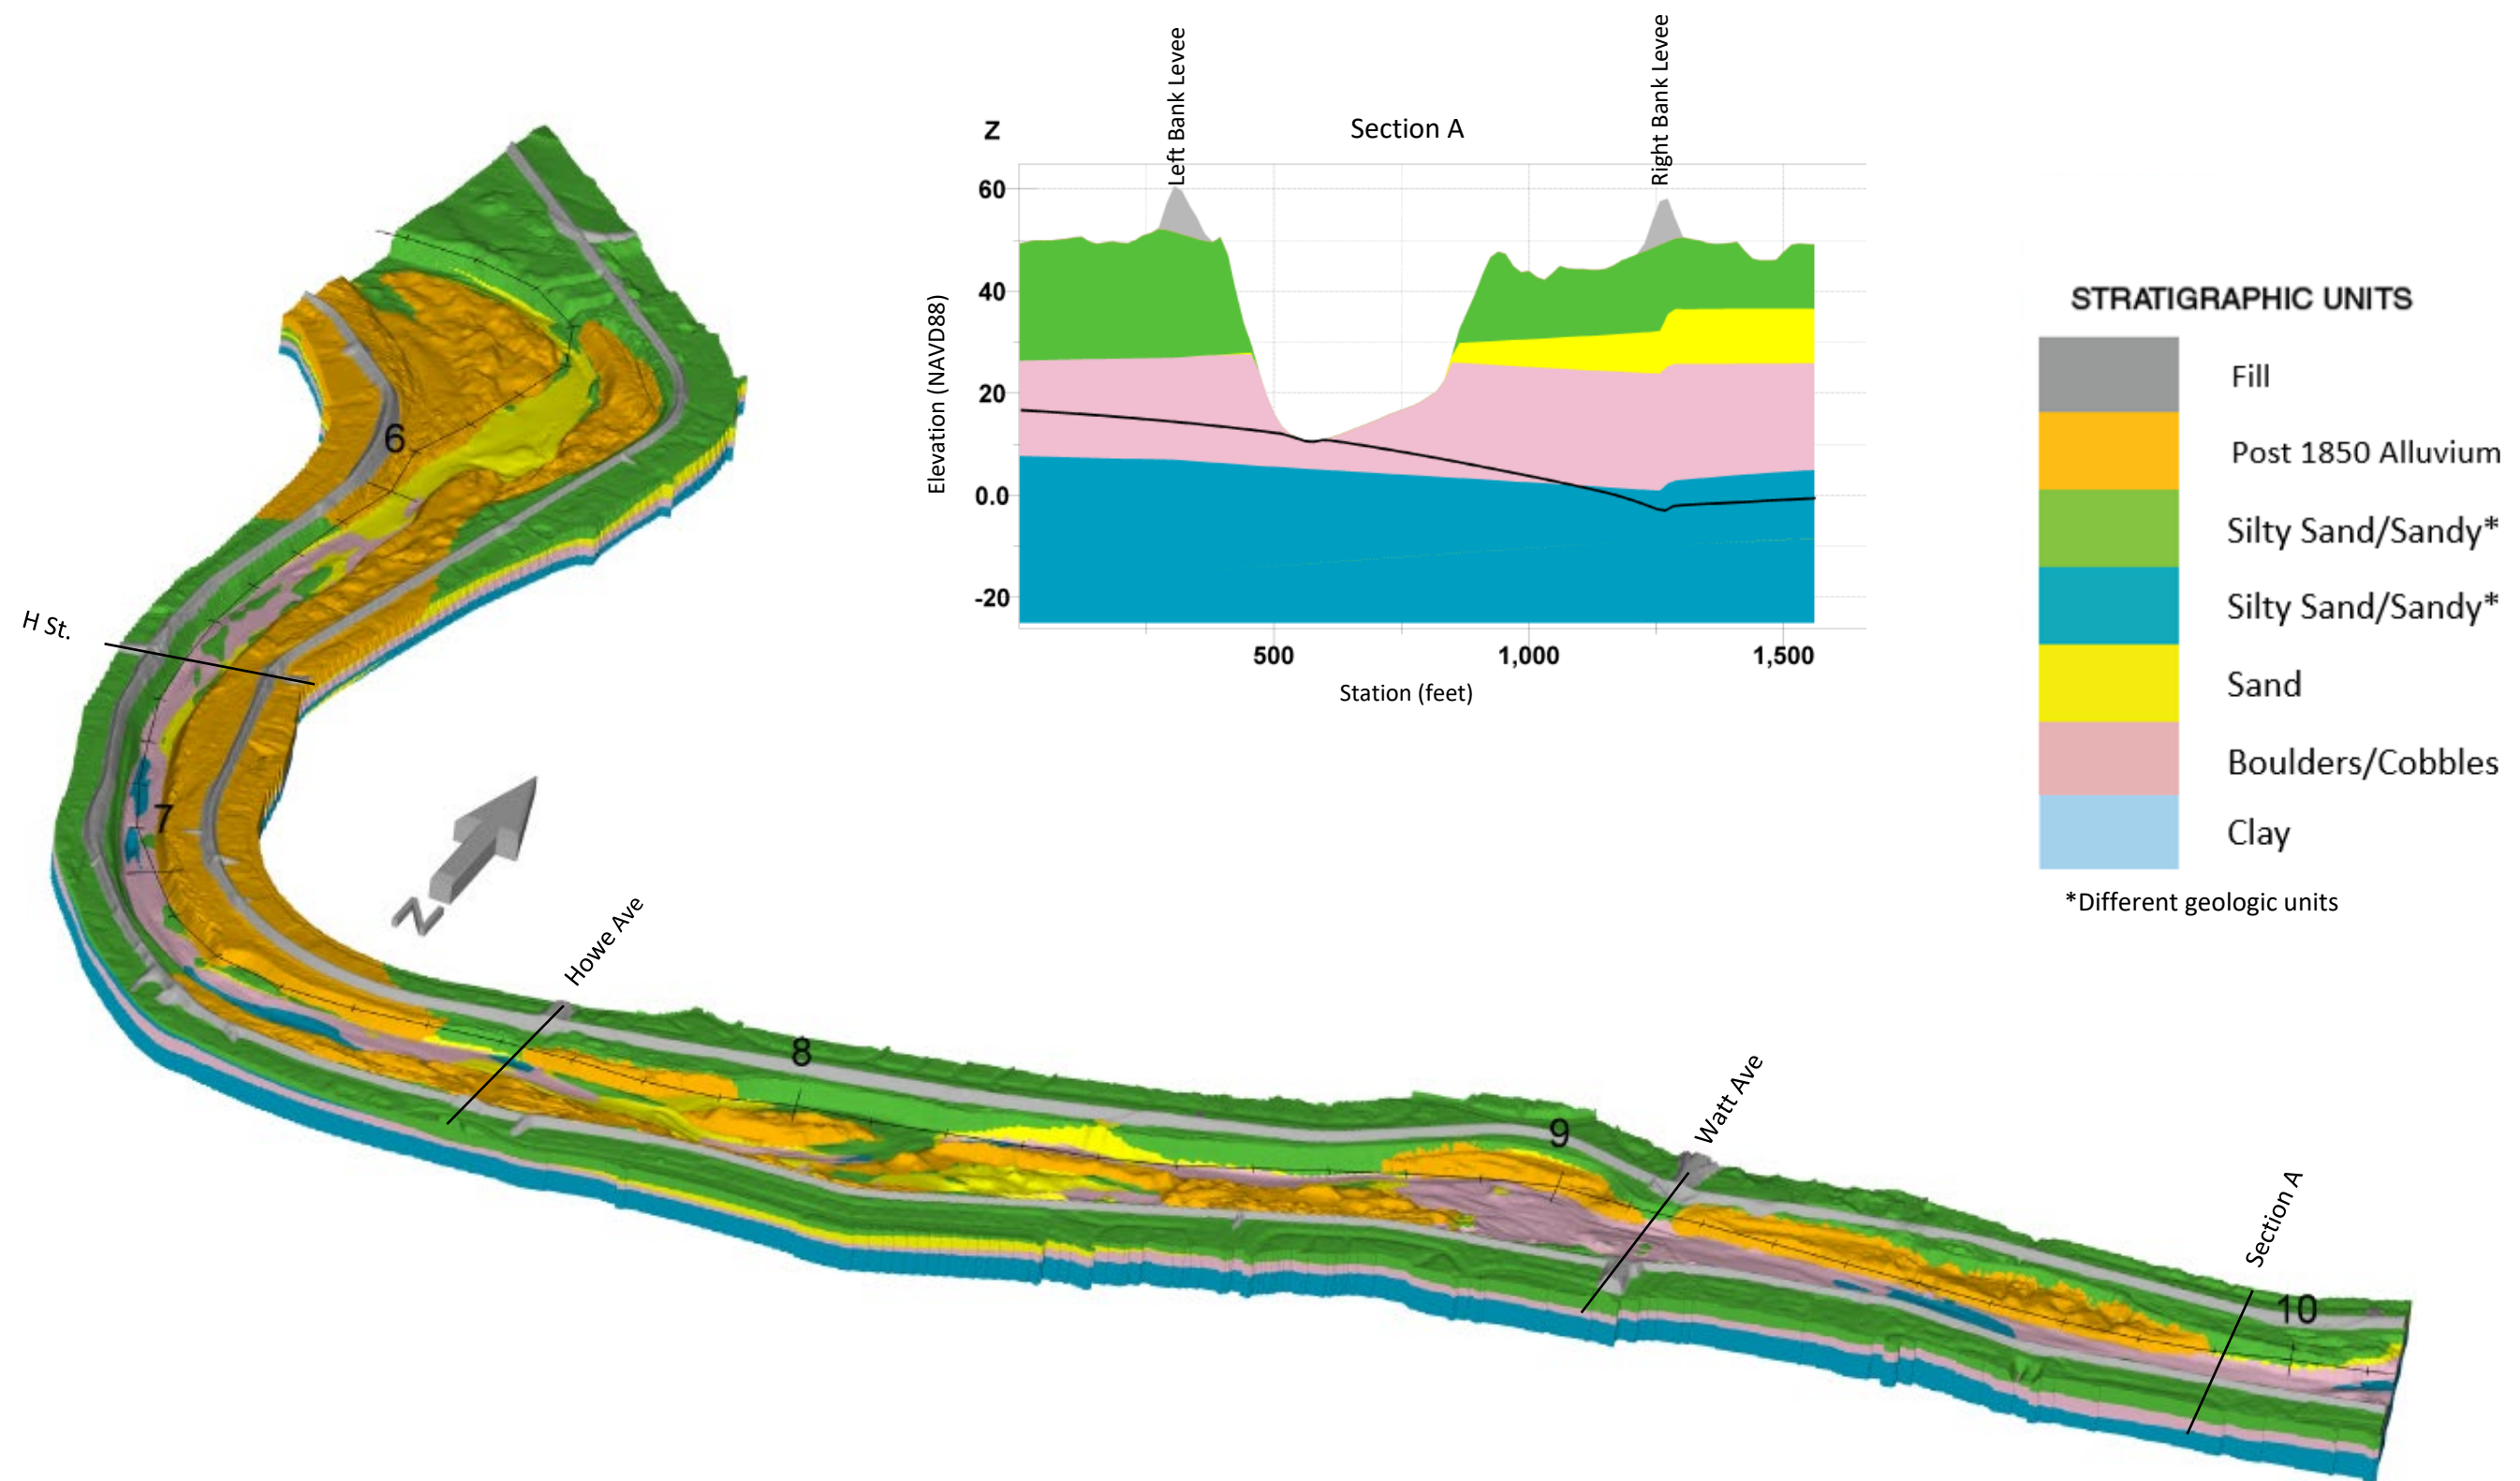 Left Bank Levee
Right Bank Levee
Section A
Z
60
40
20
0.0
-20
Elevation (NAVD88)
500
1,000
1,500
Station (feet)
STRATIGRAPHIC UNITS
Fill
Post 1850 Alluvium
Silty Sand/Sandy*
Silty Sand/Sandy*
Sand
Boulders/Cobbles
Clay
*Different geologic units
6
H St.
7
N
Howe Ave
8
9
Watt Ave
Section A
10